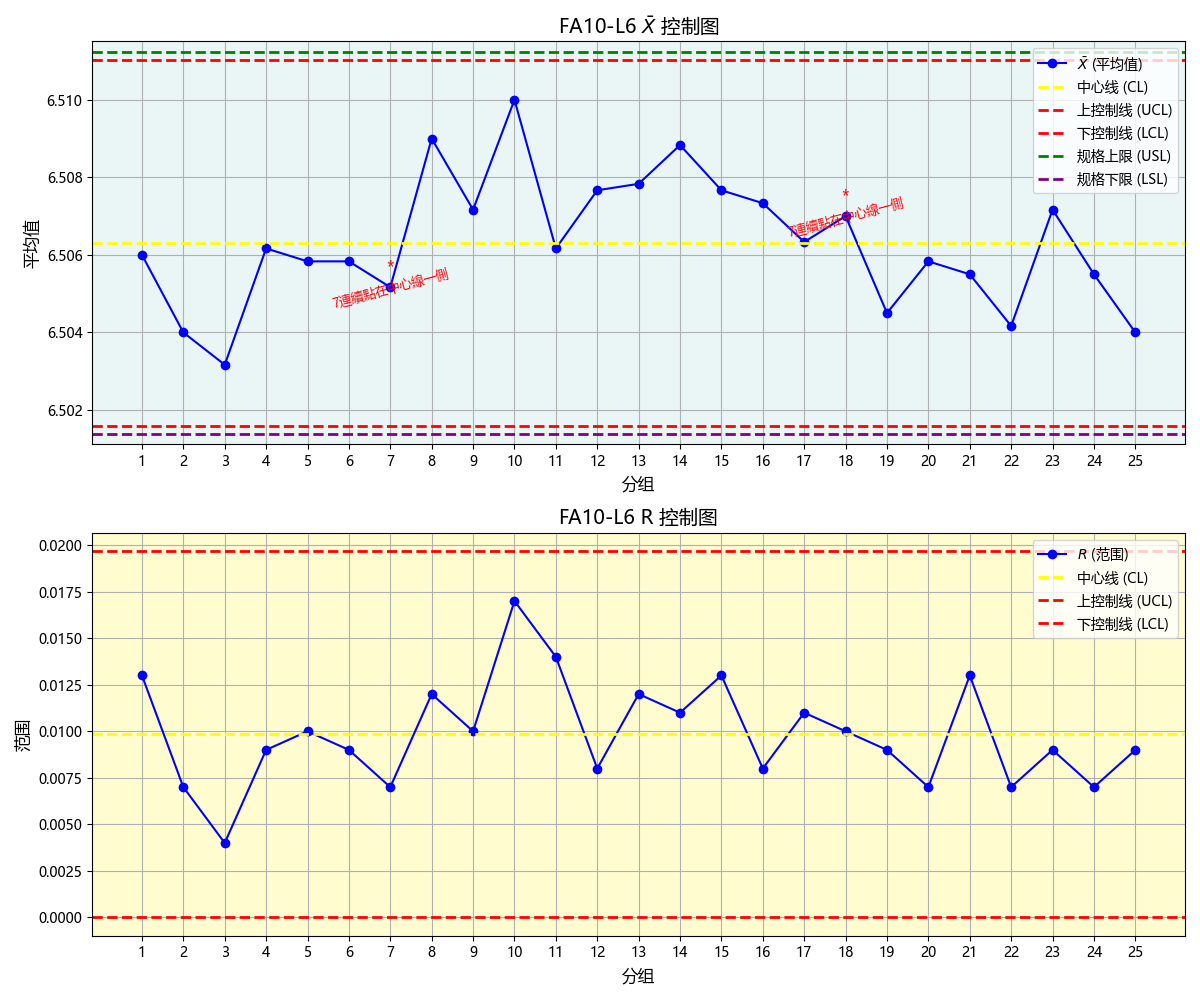 FA10-L6 X̄ 控制图
6.510
6.508
6.506
6.504
6.502
平均值
X̄ (平均值)
中心线 (CL)
上控制线 (UCL)
下控制线 (LCL)
规格上限 (USL)
规格下限 (LSL)
*
7連續點在中心線一側
*
7連續點在中心線一側
1 2 3 4 5 6 7 8 9 10 11 12 13 14 15 16 17 18 19 20 21 22 23 24 25
分组
FA10-L6 R 控制图
0.0200
0.0175
0.0150
0.0125
0.0100
0.0075
0.0050
0.0025
0.0000
范围
R (范围)
中心线 (CL)
上控制线 (UCL)
下控制线 (LCL)
1 2 3 4 5 6 7 8 9 10 11 12 13 14 15 16 17 18 19 20 21 22 23 24 25
分组